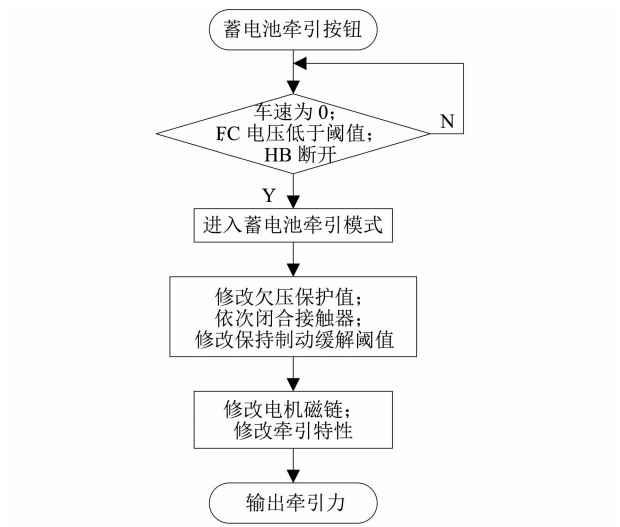 蓄电池牵引按钮
车速为 0;
FC 电压低于阈值;
HB 断开
N
Y
进入蓄电池牵引模式
修改欠压保护值;
依次闭合接触器;
修改保持制动缓解阈值
修改电机磁链;
修改牵引特性
输出牵引力